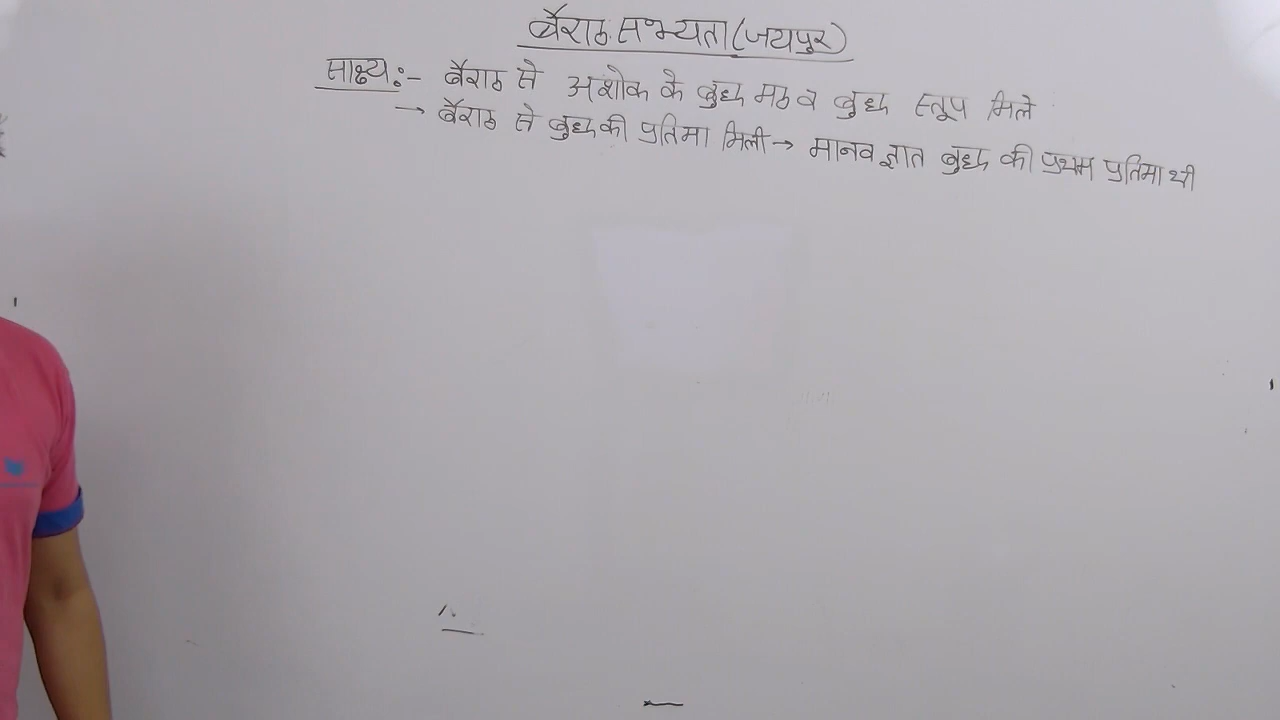 बैराठ सभ्यता (जयपुर)
साक्ष्य :- बैराठ से अशोक के बुद्ध मठ व बुद्ध स्तूप मिले
→ बैराठ से बुद्ध की प्रतिमा मिली → मानव ज्ञात बुद्ध की प्रथम प्रतिमा थी